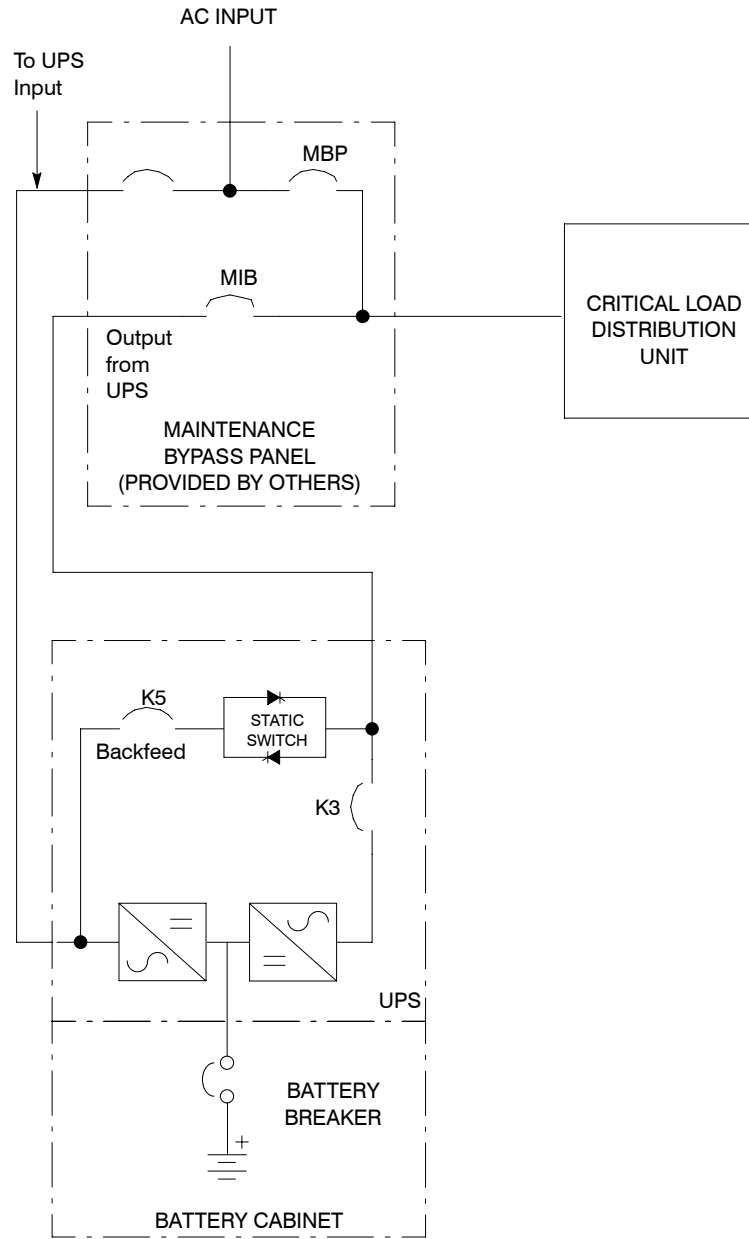 AC INPUT
To UPS
Input
MBP
MIB
Output
from
UPS
CRITICAL LOAD
DISTRIBUTION
UNIT
MAINTENANCE
BYPASS PANEL
(PROVIDED BY OTHERS)
K5
STATIC
SWITCH
Backfeed
K3
UPS
BATTERY
BREAKER
+
BATTERY CABINET